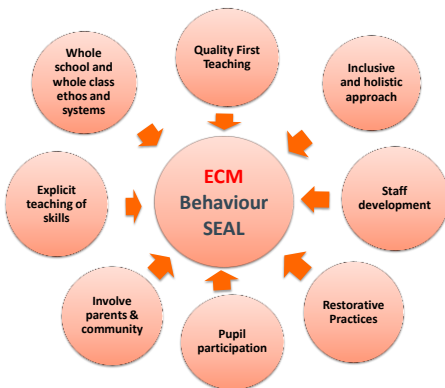 Quality First
Teaching
Whole
school and
whole class
ethos and
systems
Inclusive
and holistic
approach
ECM
Behaviour
SEAL
Explicit
teaching of
skills
Staff
development
Involve
parents &
community
Pupil
participation
Restorative
Practices